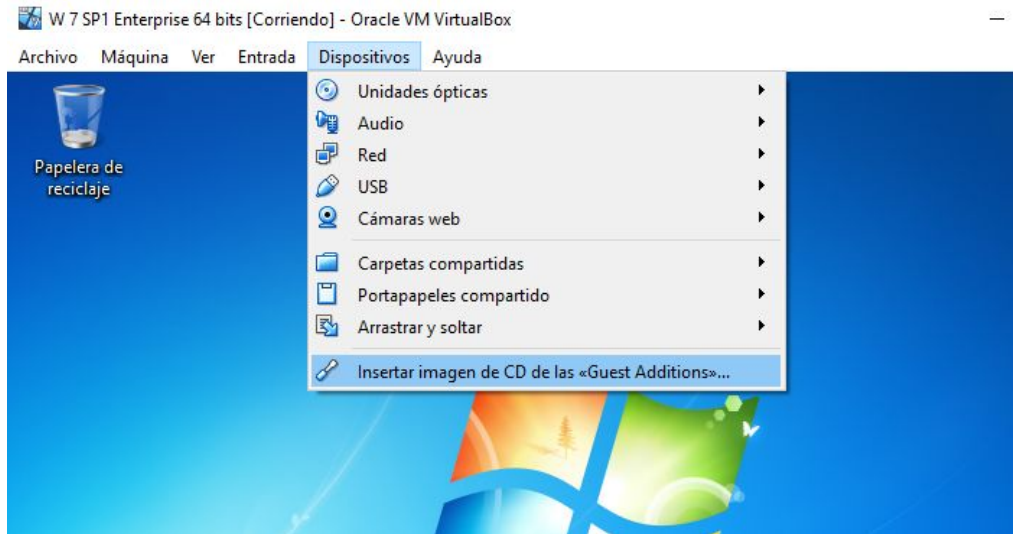 W 7 SP1 Enterprise 64 bits [Corriendo] - Oracle VM VirtualBox
Archivo Máquina Ver Entrada Dispositivos Ayuda
Papelera de
reciclaje
Unidades ópticas
Audio
Red
USB
Cámaras web
Carpetas compartidas
Portapapeles compartido
Arrastrar y soltar
Insertar imagen de CD de las «Guest Additions»...